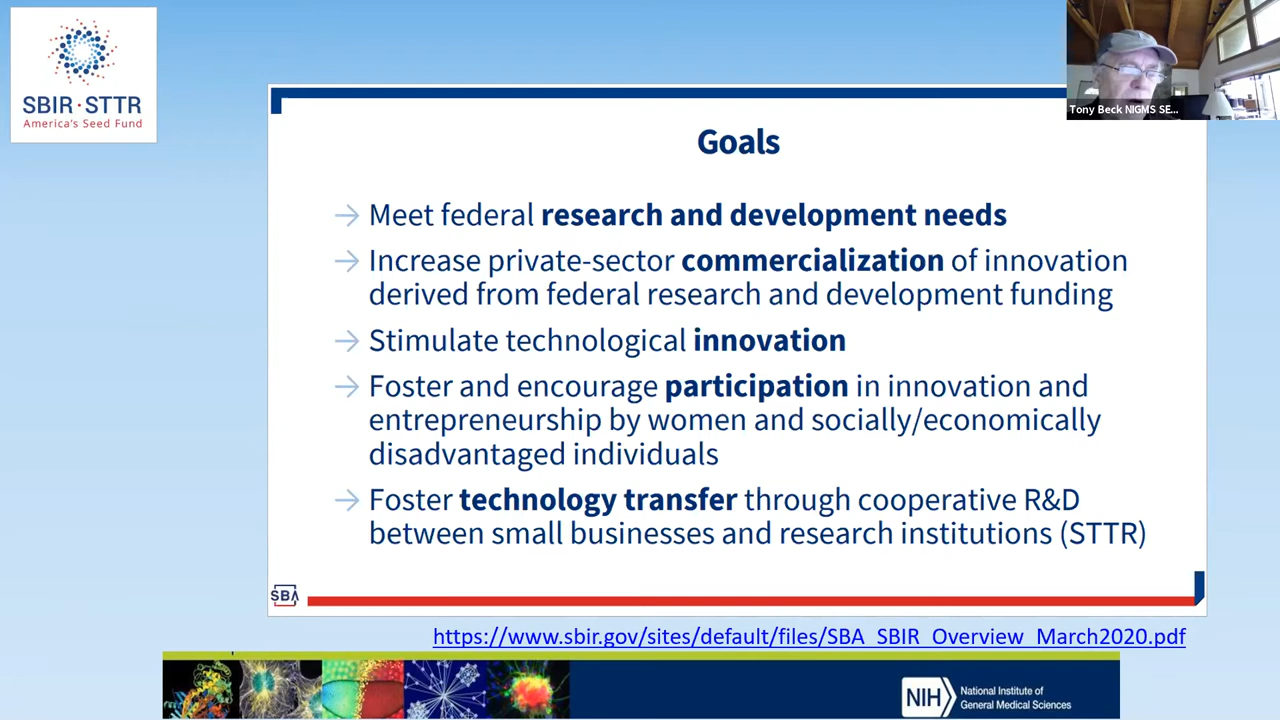 SBIR·STTR
America's Seed Fund
Tony Beck NIGMS SE...
Goals
→ Meet federal research and development needs
→ Increase private-sector commercialization of innovation
derived from federal research and development funding
→ Stimulate technological innovation
→ Foster and encourage participation in innovation and
entrepreneurship by women and socially/economically
disadvantaged individuals
→ Foster technology transfer through cooperative R&D
between small businesses and research institutions (STTR)
SBA
https://www.sbir.gov/sites/default/files/SBA_SBIR_Overview_March2020.pdf
NIH
National Institute of
General Medical Sciences